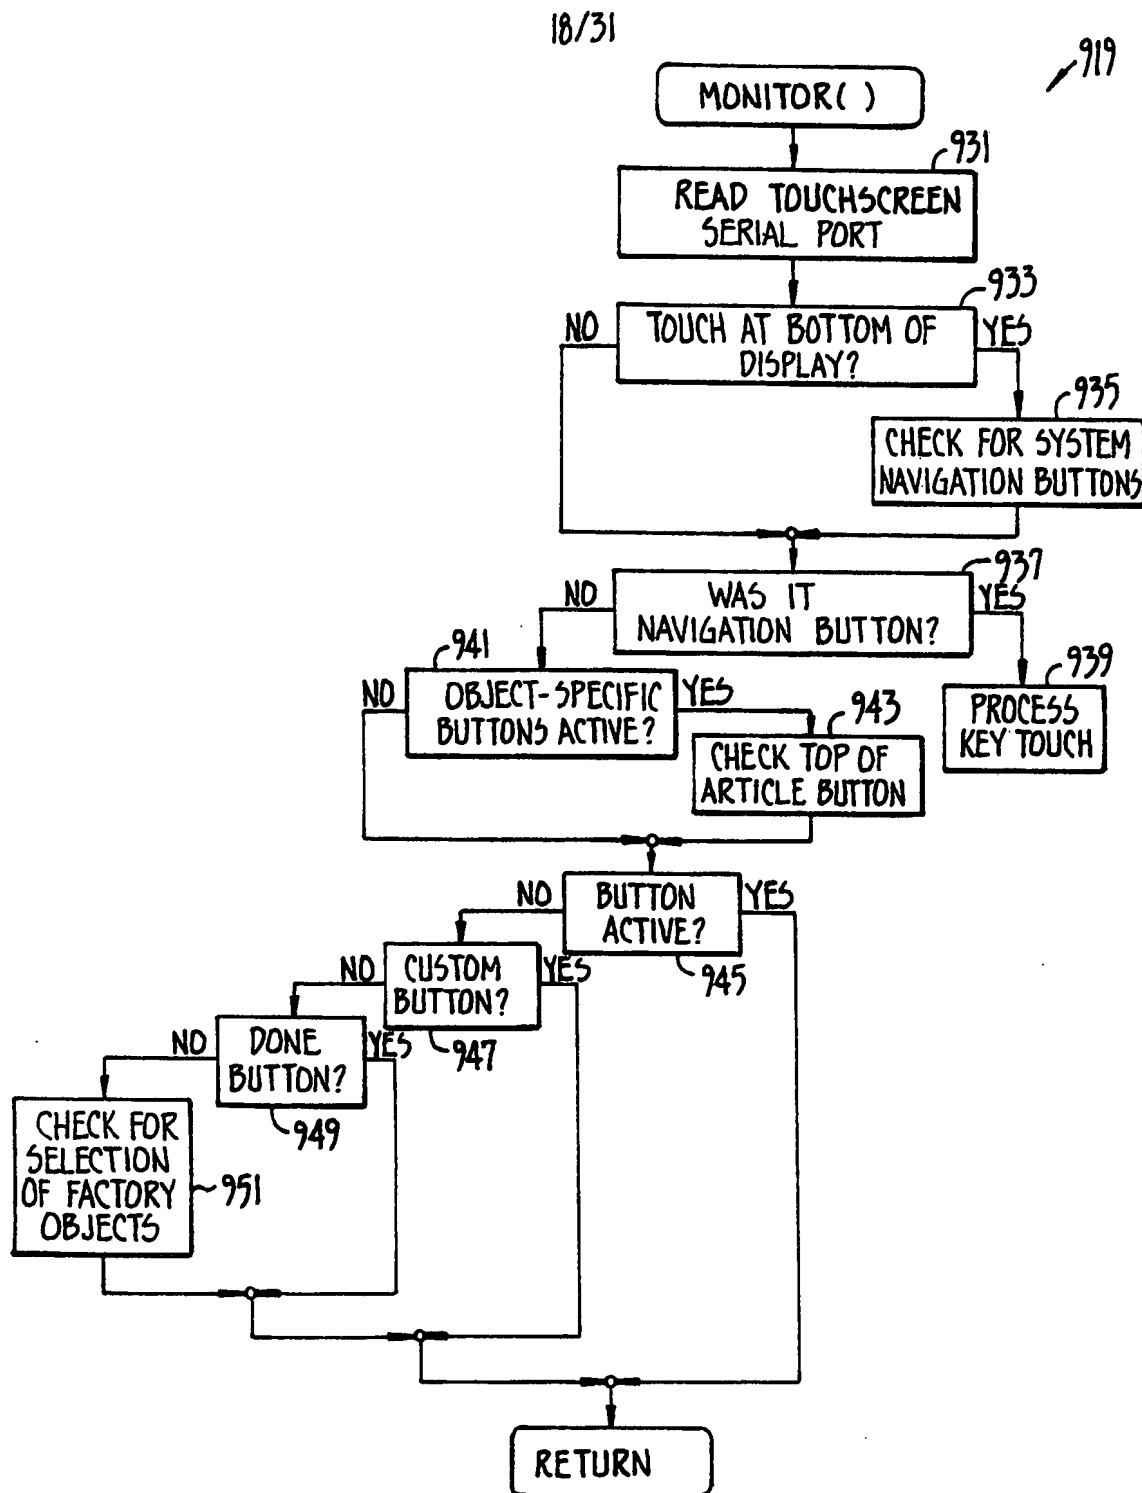 18/31
919
MONITOR( )
931
READ TOUCHSCREEN
SERIAL PORT
933
NO
TOUCH AT BOTTOM OF
DISPLAY?
YES
935
CHECK FOR SYSTEM
NAVIGATION BUTTONS
937
NO
WAS IT
NAVIGATION BUTTON?
YES
941
NO
OBJECT-SPECIFIC
BUTTONS ACTIVE?
YES
939
PROCESS
KEY TOUCH
943
CHECK TOP OF
ARTICLE BUTTON
NO
BUTTON
ACTIVE?
YES
945
NO
CUSTOM
BUTTON?
YES
947
NO
DONE
BUTTON?
YES
949
CHECK FOR
SELECTION
OF FACTORY
OBJECTS
951
RETURN